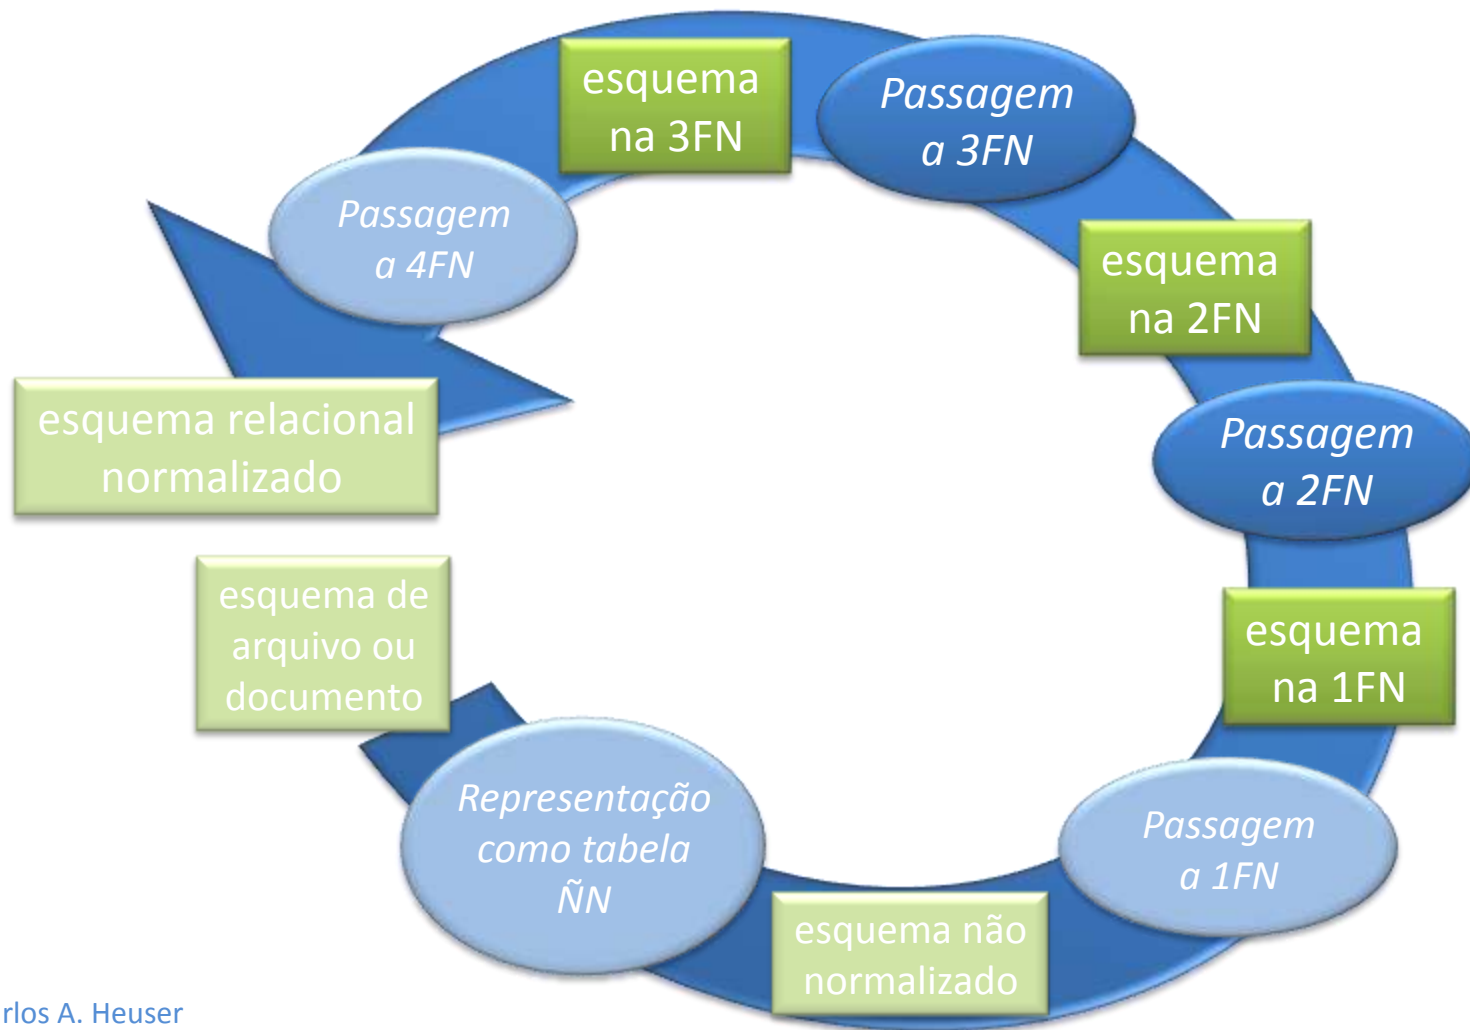 esquema
na 3FN
Passagem
a 3FN
Passagem
a 4FN
esquema
na 2FN
esquema relacional
normalizado
Passagem
a 2FN
esquema de
arquivo ou
documento
esquema
na 1FN
Representação
como tabela
ÑN
Passagem
a 1FN
esquema não
normalizado
rlos A. Heuser